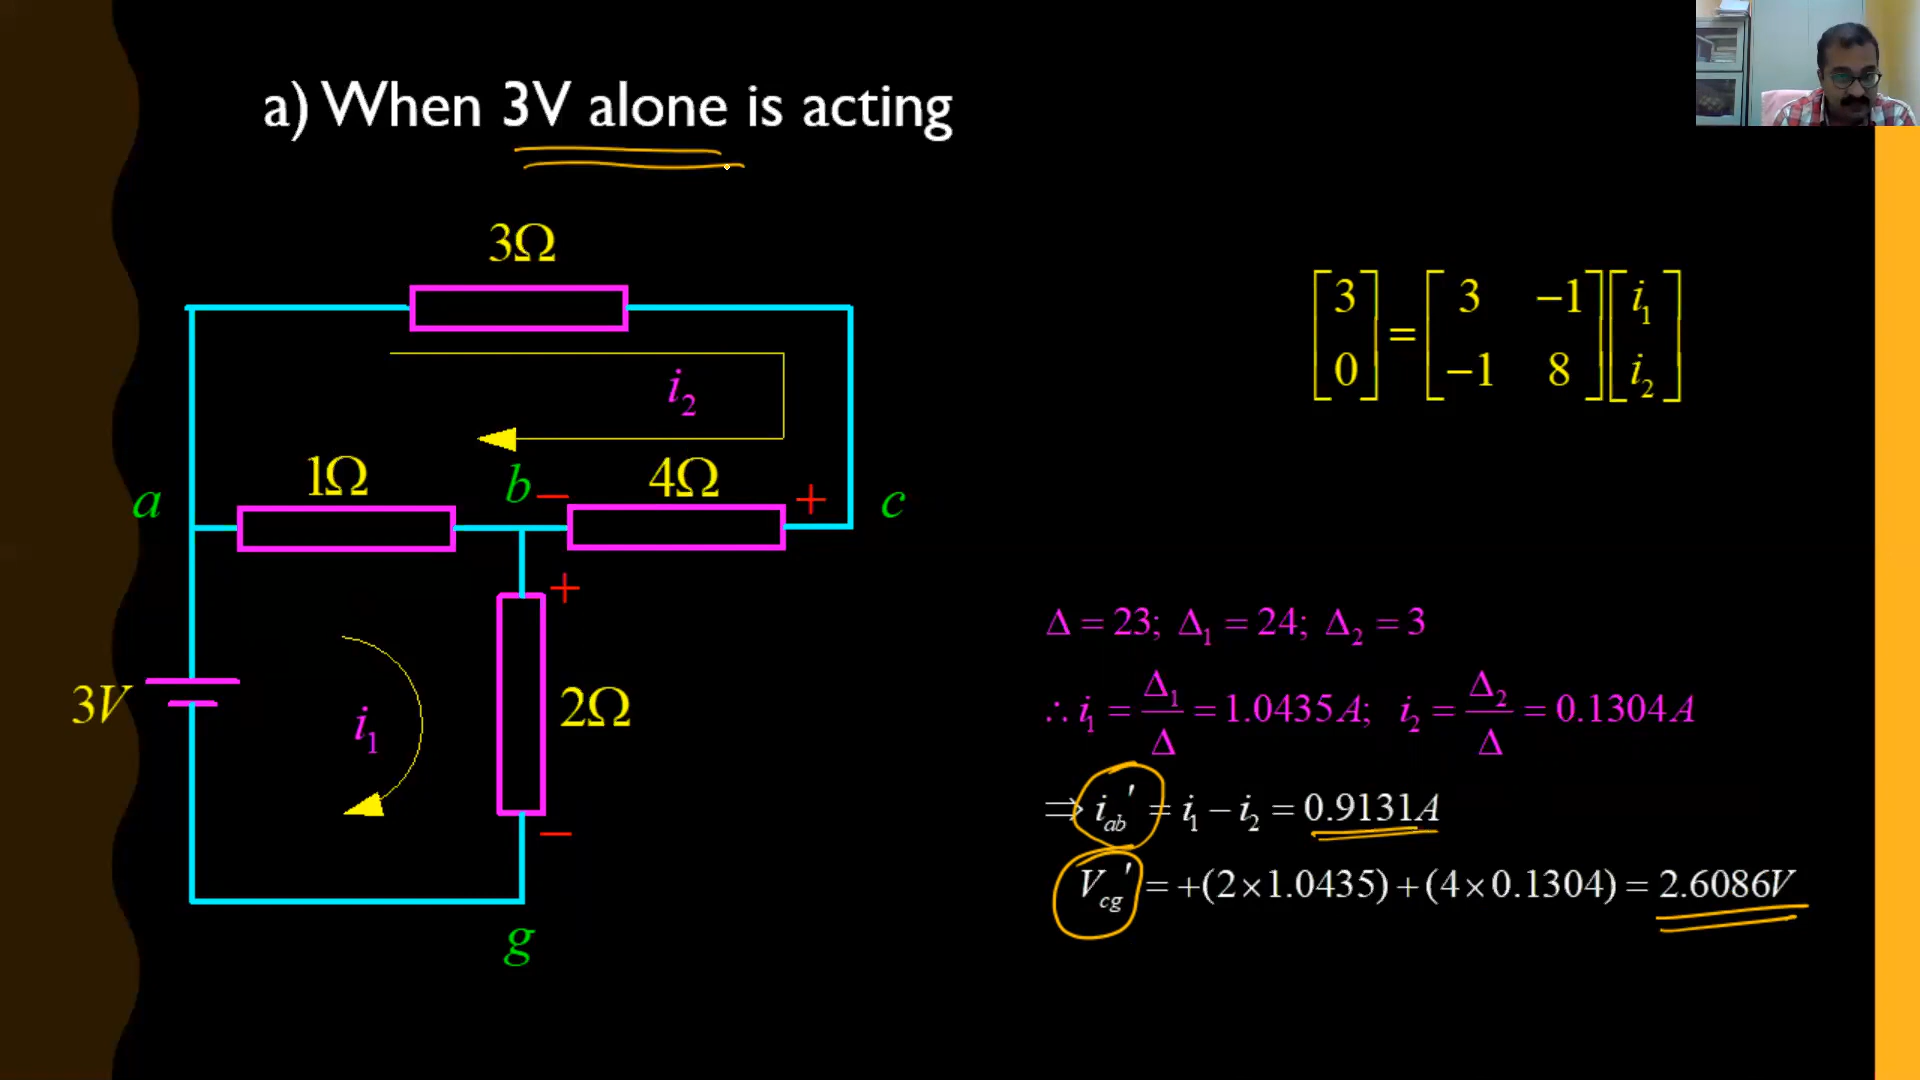 a) When 3V alone is acting
3Ω
[3 0] = [3 −1 −1 8] [i₁ i₂]
i₂
1Ω
4Ω
a
b
−
+
c
+
Δ = 23; Δ₁ = 24; Δ₂ = 3
3V
i₁
2Ω
∴ i₁ = Δ₁/Δ = 1.0435A; i₂ = Δ₂/Δ = 0.1304A
⇒ i_ab′ = i₁ − i₂ = 0.9131A
−
V_cg′ = +(2×1.0435)+(4×0.1304) = 2.6086V
g